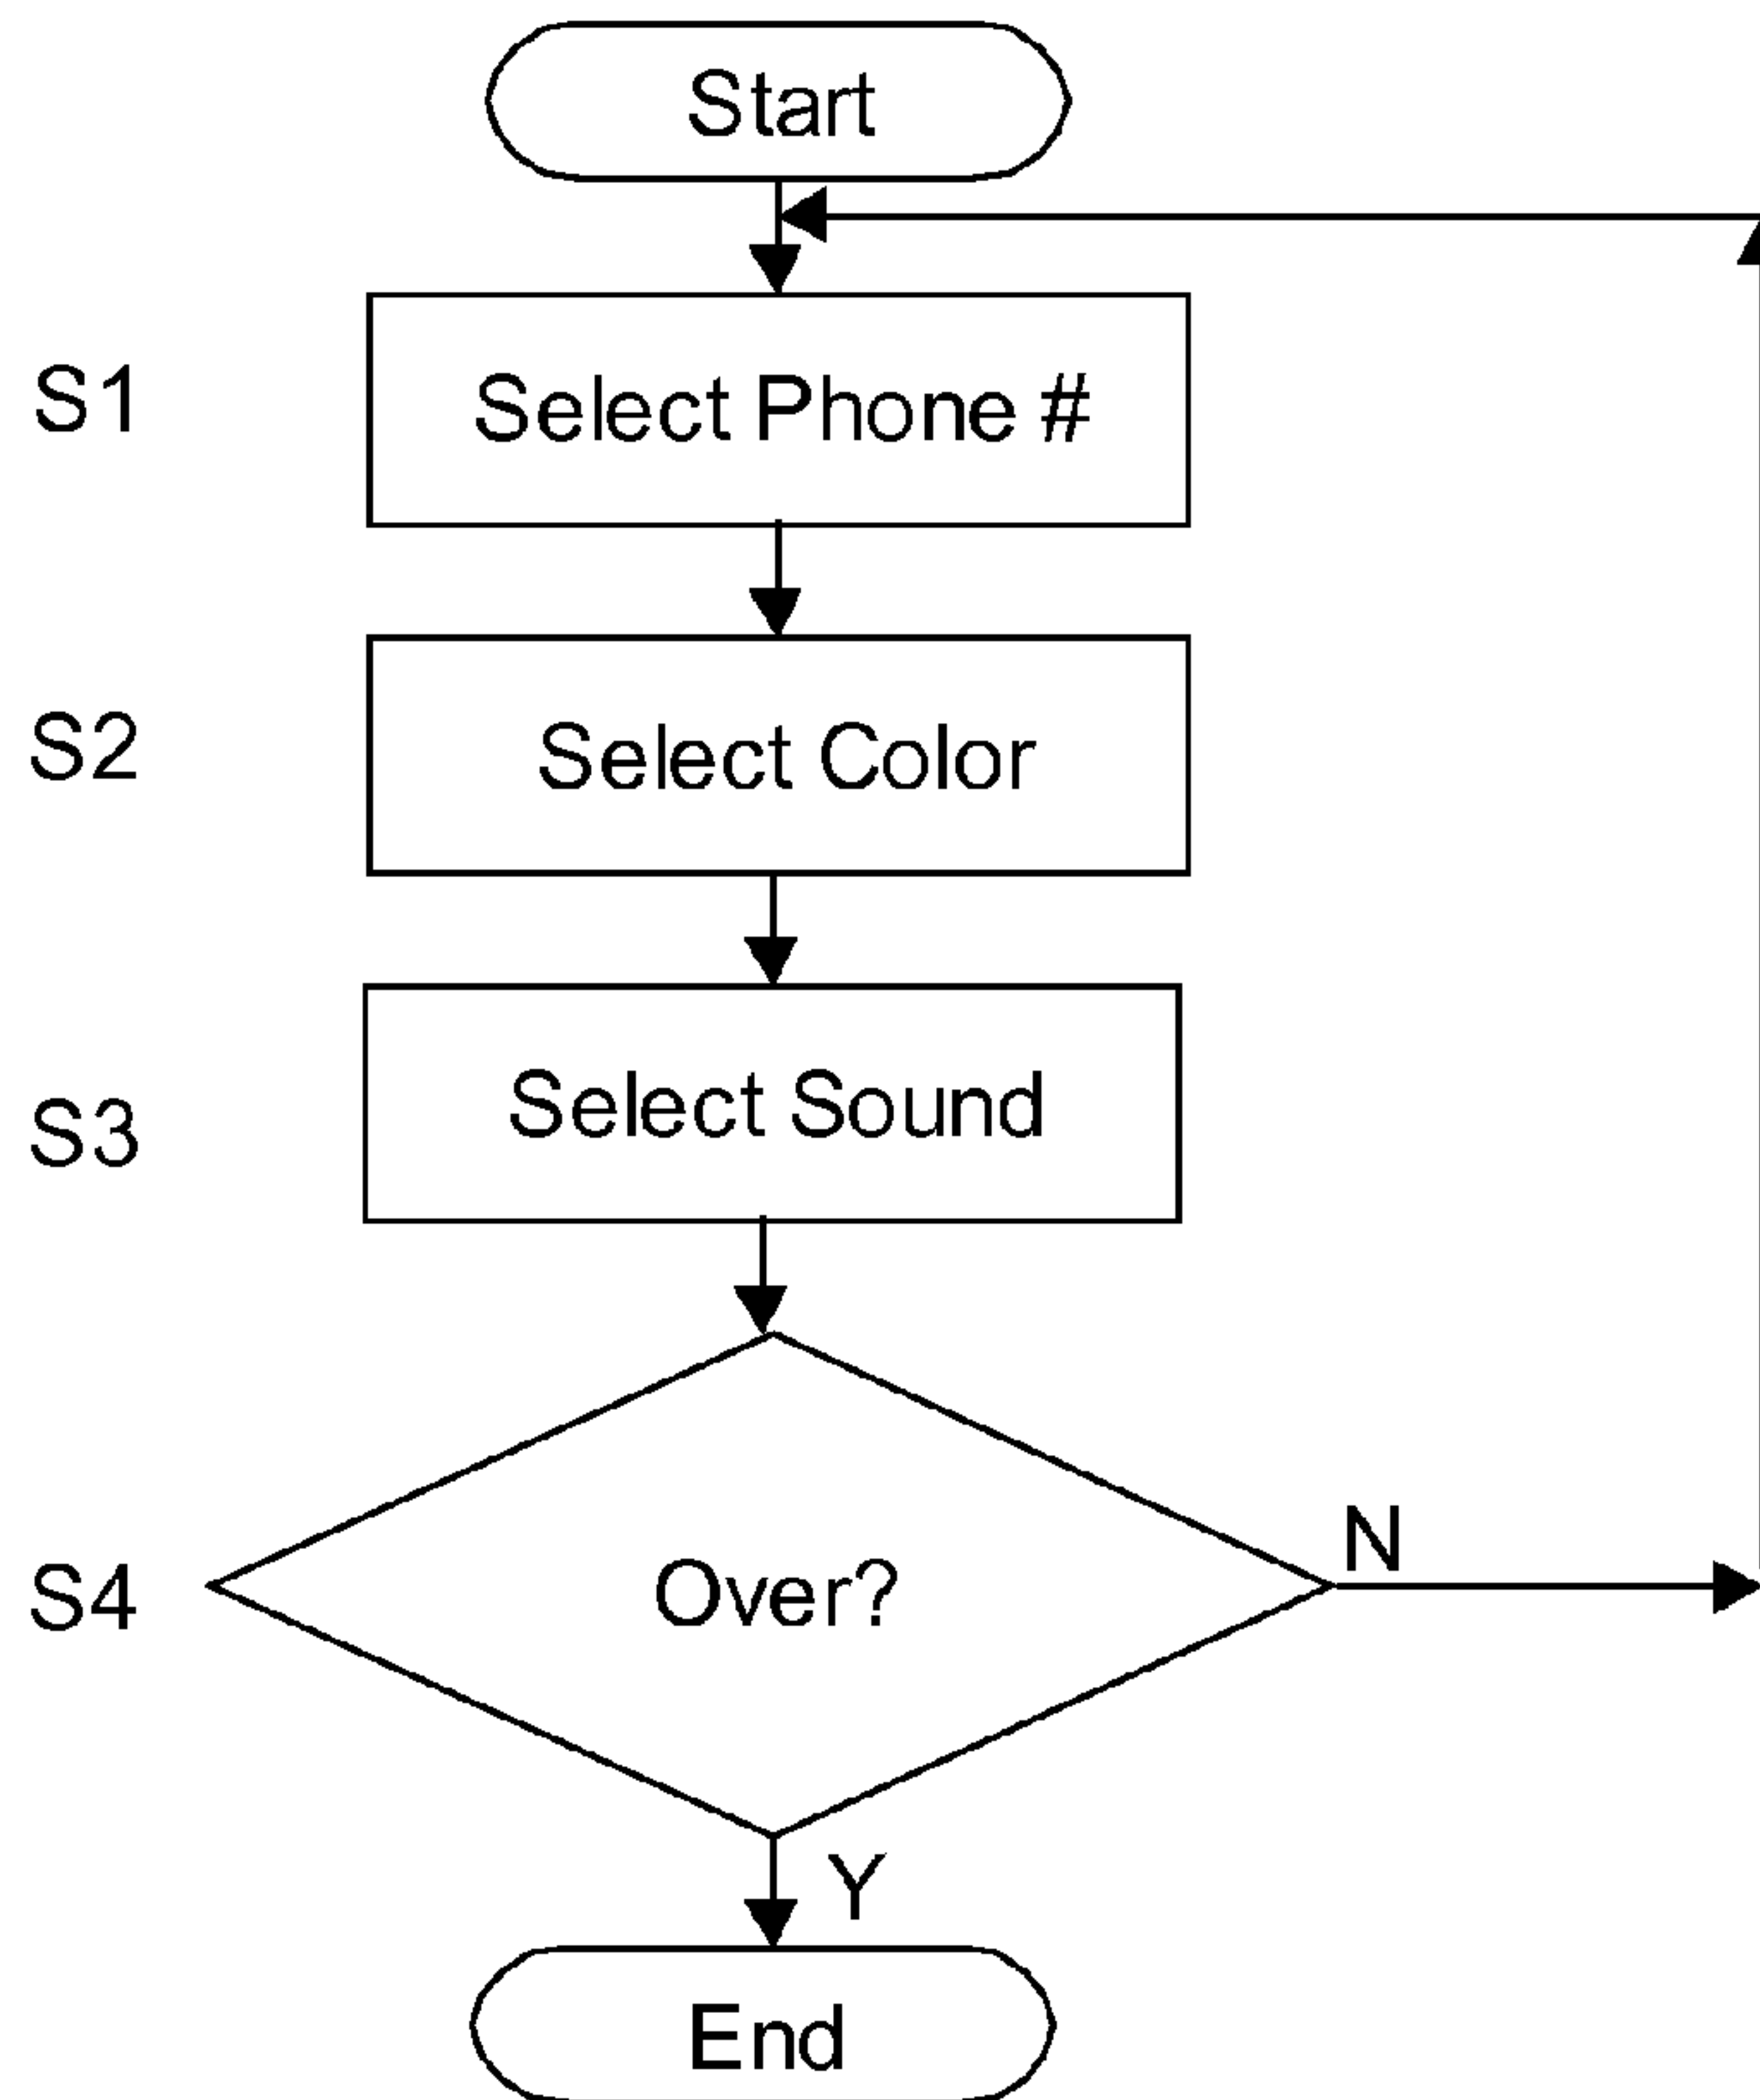 Start
S1
Select Phone #
S2
Select Color
S3
Select Sound
S4
Over?
N
Y
End